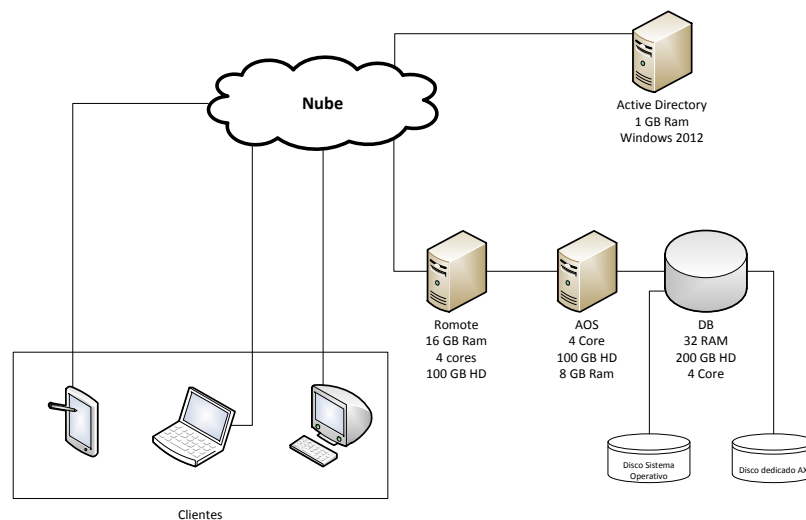 Nube
Active Directory
1 GB Ram
Windows 2012
Romote
16 GB Ram
4 cores
100 GB HD
AOS
4 Core
100 GB HD
8 GB Ram
DB
32 RAM
200 GB HD
4 Core
Disco Sistema
Operativo
Disco dedicado AX
Clientes